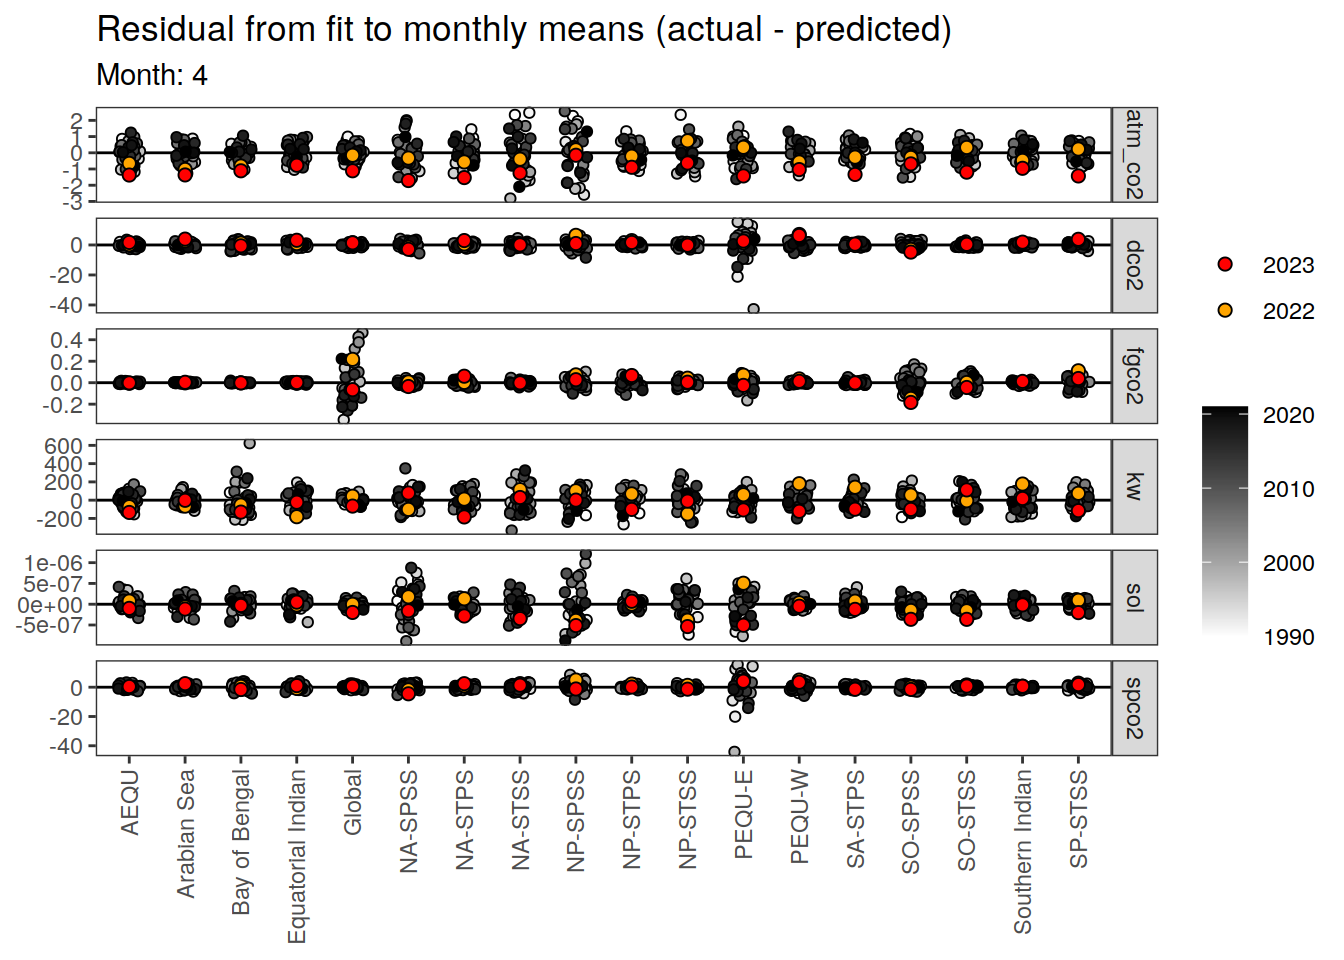 Residual from fit to monthly means (actual - predicted)
Month: 4
2
1
0
-1
-2
-3
atm_co2
0
-20
-40
dco2
0.4
0.2
0.0
-0.2
fgco2
600
400
200
0
-200
kw
1e-06
5e-07
0e+00
-5e-07
sol
0
-20
-40
spco2
AEQU
Arabian Sea
Bay of Bengal
Equatorial Indian
Global
NA-SPSS
NA-STPS
NA-STSS
NP-SPSS
NP-STPS
NP-STSS
PEQU-E
PEQU-W
SA-STPS
SO-SPSS
SO-STSS
Southern Indian
SP-STSS
2023
2022
2020
2010
2000
1990